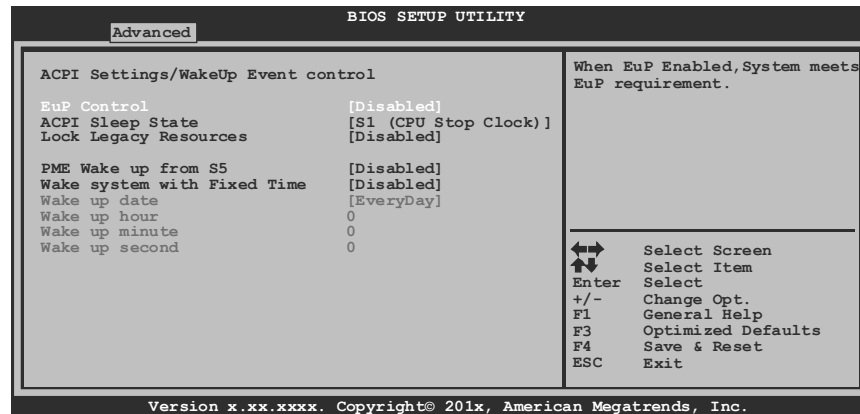 BIOS SETUP UTILITY
Advanced
ACPI Settings/WakeUp Event control
EuP Control [Disabled]
ACPI Sleep State [S1 (CPU Stop Clock)]
Lock Legacy Resources [Disabled]
PME Wake up from S5 [Disabled]
Wake system with Fixed Time [Disabled]
Wake up date [EveryDay]
Wake up hour 0
Wake up minute 0
Wake up second 0
When EuP Enabled,System meets
EuP requirement.
Select Screen
Select Item
Enter Select
+/- Change Opt.
F1 General Help
F3 Optimized Defaults
F4 Save & Reset
ESC Exit
Version x.xx.xxxx. Copyright© 201x, American Megatrends, Inc.